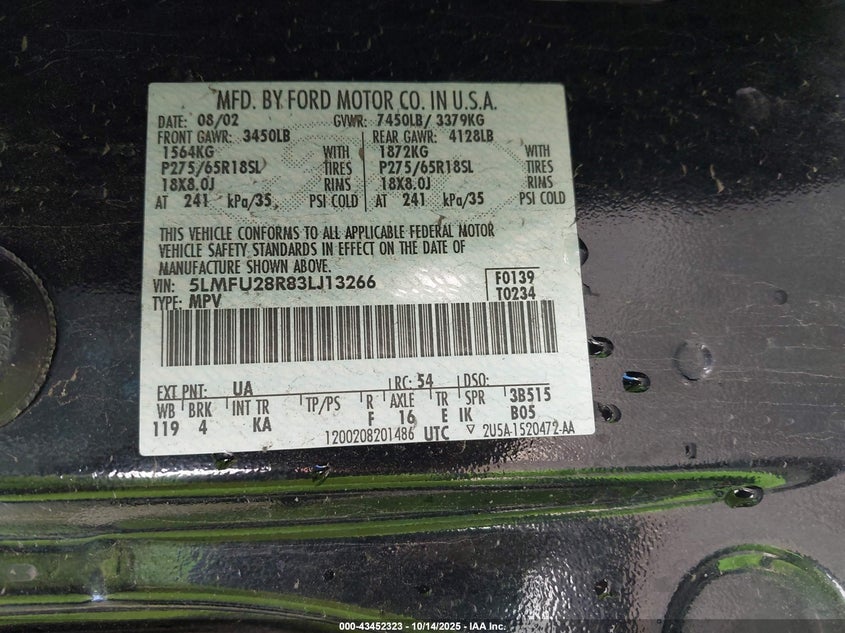 MFD. BY FORD MOTOR CO. IN U.S.A.
DATE: 08/02 GVWR: 7450LB/ 3379KG
FRONT GAWR: 3450LB REAR GAWR: 4128LB
1564KG WITH 1872KG WITH
P275/65R18SL TIRES P275/65R18SL TIRES
18X8.0J RIMS 18X8.0J RIMS
AT 241 kPa/35 PSI COLD AT 241 kPa/35 PSI COLD
THIS VEHICLE CONFORMS TO ALL APPLICABLE FEDERAL MOTOR
VEHICLE SAFETY STANDARDS IN EFFECT ON THE DATE OF
MANUFACTURE SHOWN ABOVE.
VIN: 5LMFU28R83LJ13266 F0139
TYPE: MPV T0234
EXT PNT: UA RC: 54 DSO:
WB BRK INT TR TP/PS R AXLE TR SPR 3B515
119 4 KA F 16 E IK B05
1200208201486 UTC ▽ 2U5A-1520472-AA
000-43452323 - 10/14/2025 - IAA Inc.